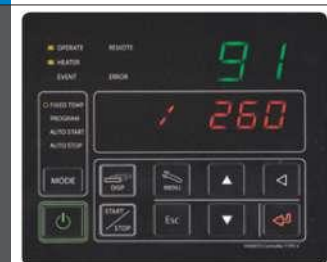 OPERATE REMOTE
HEATER
EVENT ERROR
91
FIXED TEMP
PROGRAM
AUTO START
AUTO STOP
260
MODE
DISP
MENU
START/STOP
Esc